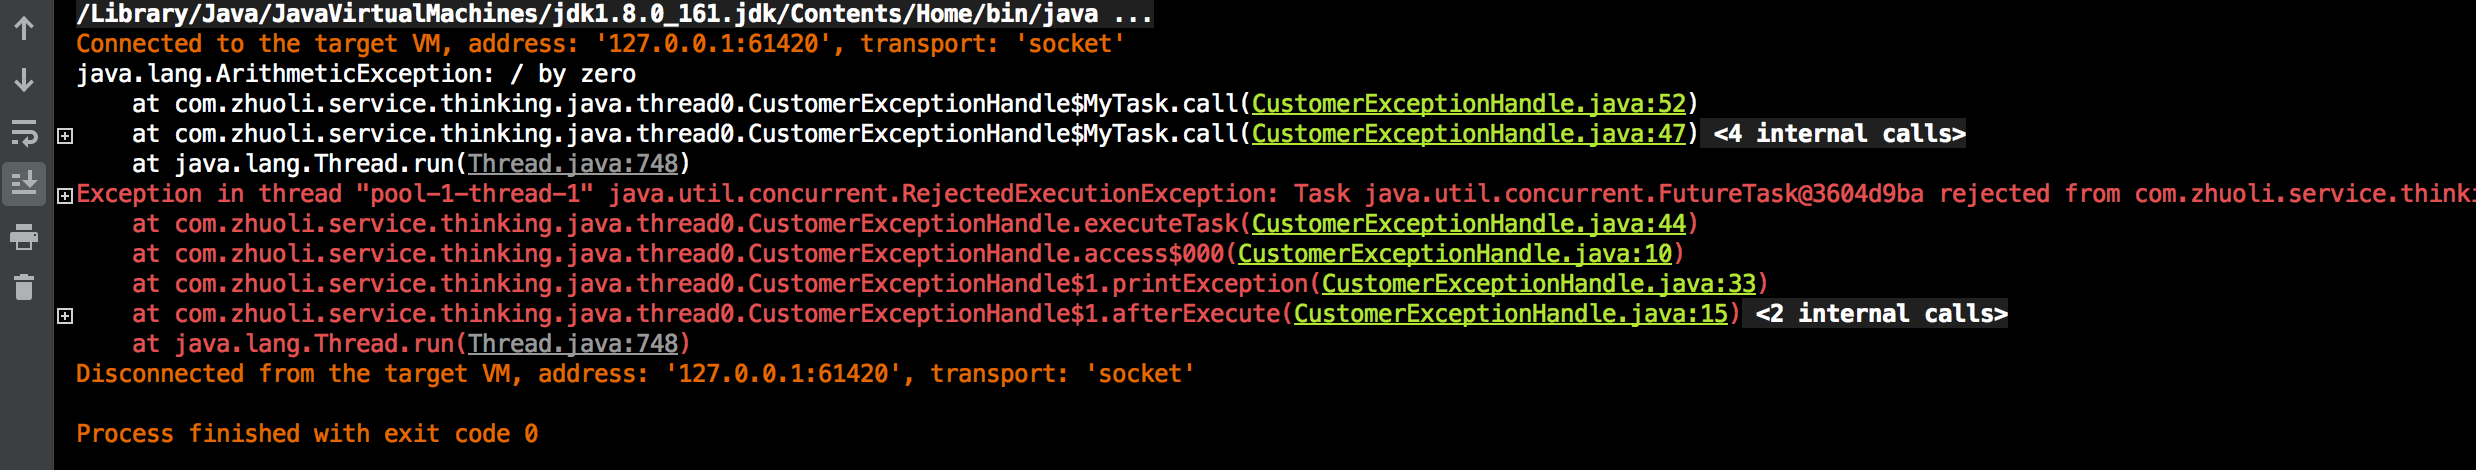 /Library/Java/JavaVirtualMachines/jdk1.8.0_161.jdk/Contents/Home/bin/java ...
Connected to the target VM, address: '127.0.0.1:61420', transport: 'socket'
java.lang.ArithmeticException: / by zero
at com.zhuoli.service.thinking.java.thread0.CustomerExceptionHandle$MyTask.call(CustomerExceptionHandle.java:52)
at com.zhuoli.service.thinking.java.thread0.CustomerExceptionHandle$MyTask.call(CustomerExceptionHandle.java:47) <4 internal calls>
at java.lang.Thread.run(Thread.java:748)
Exception in thread "pool-1-thread-1" java.util.concurrent.RejectedExecutionException: Task java.util.concurrent.FutureTask@3604d9ba rejected from com.zhuoli.service.thinki
at com.zhuoli.service.thinking.java.thread0.CustomerExceptionHandle.executeTask(CustomerExceptionHandle.java:44)
at com.zhuoli.service.thinking.java.thread0.CustomerExceptionHandle.access$000(CustomerExceptionHandle.java:10)
at com.zhuoli.service.thinking.java.thread0.CustomerExceptionHandle$1.printException(CustomerExceptionHandle.java:33)
at com.zhuoli.service.thinking.java.thread0.CustomerExceptionHandle$1.afterExecute(CustomerExceptionHandle.java:15) <2 internal calls>
at java.lang.Thread.run(Thread.java:748)
Disconnected from the target VM, address: '127.0.0.1:61420', transport: 'socket'
Process finished with exit code 0